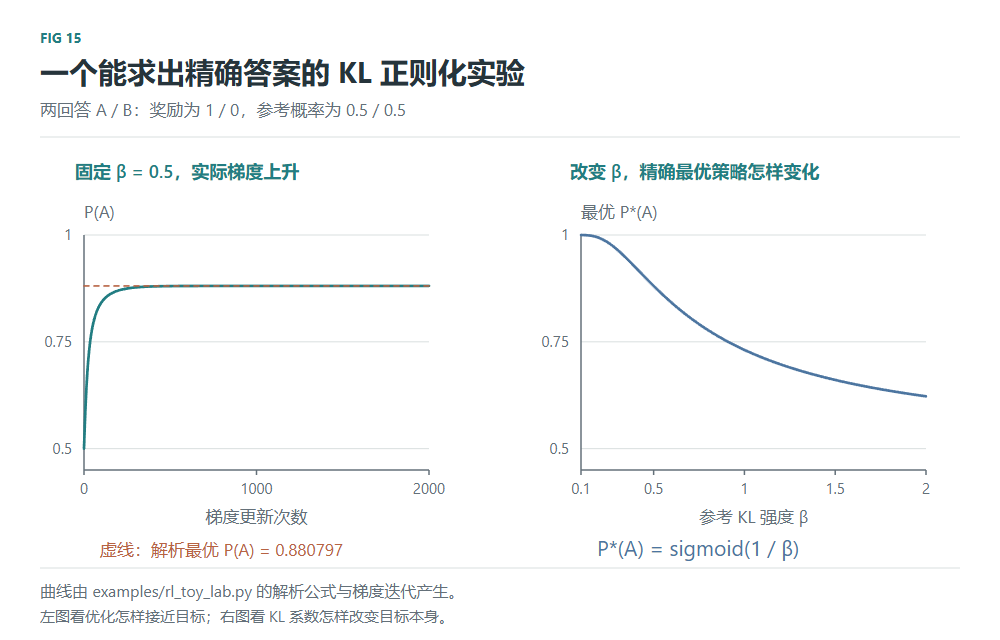 FIG 15
一个能求出精确答案的 KL 正则化实验
两回答 A / B：奖励为 1 / 0，参考概率为 0.5 / 0.5
固定 β = 0.5，实际梯度上升
P(A)
1
0.75
0.5
0
1000
2000
梯度更新次数
虚线：解析最优 P(A) = 0.880797
改变 β，精确最优策略怎样变化
最优 P*(A)
1
0.75
0.5
0.1
0.5
1
1.5
2
参考 KL 强度 β
P*(A) = sigmoid(1 / β)
曲线由 examples/rl_toy_lab.py 的解析公式与梯度迭代产生。
左图看优化怎样接近目标；右图看 KL 系数怎样改变目标本身。